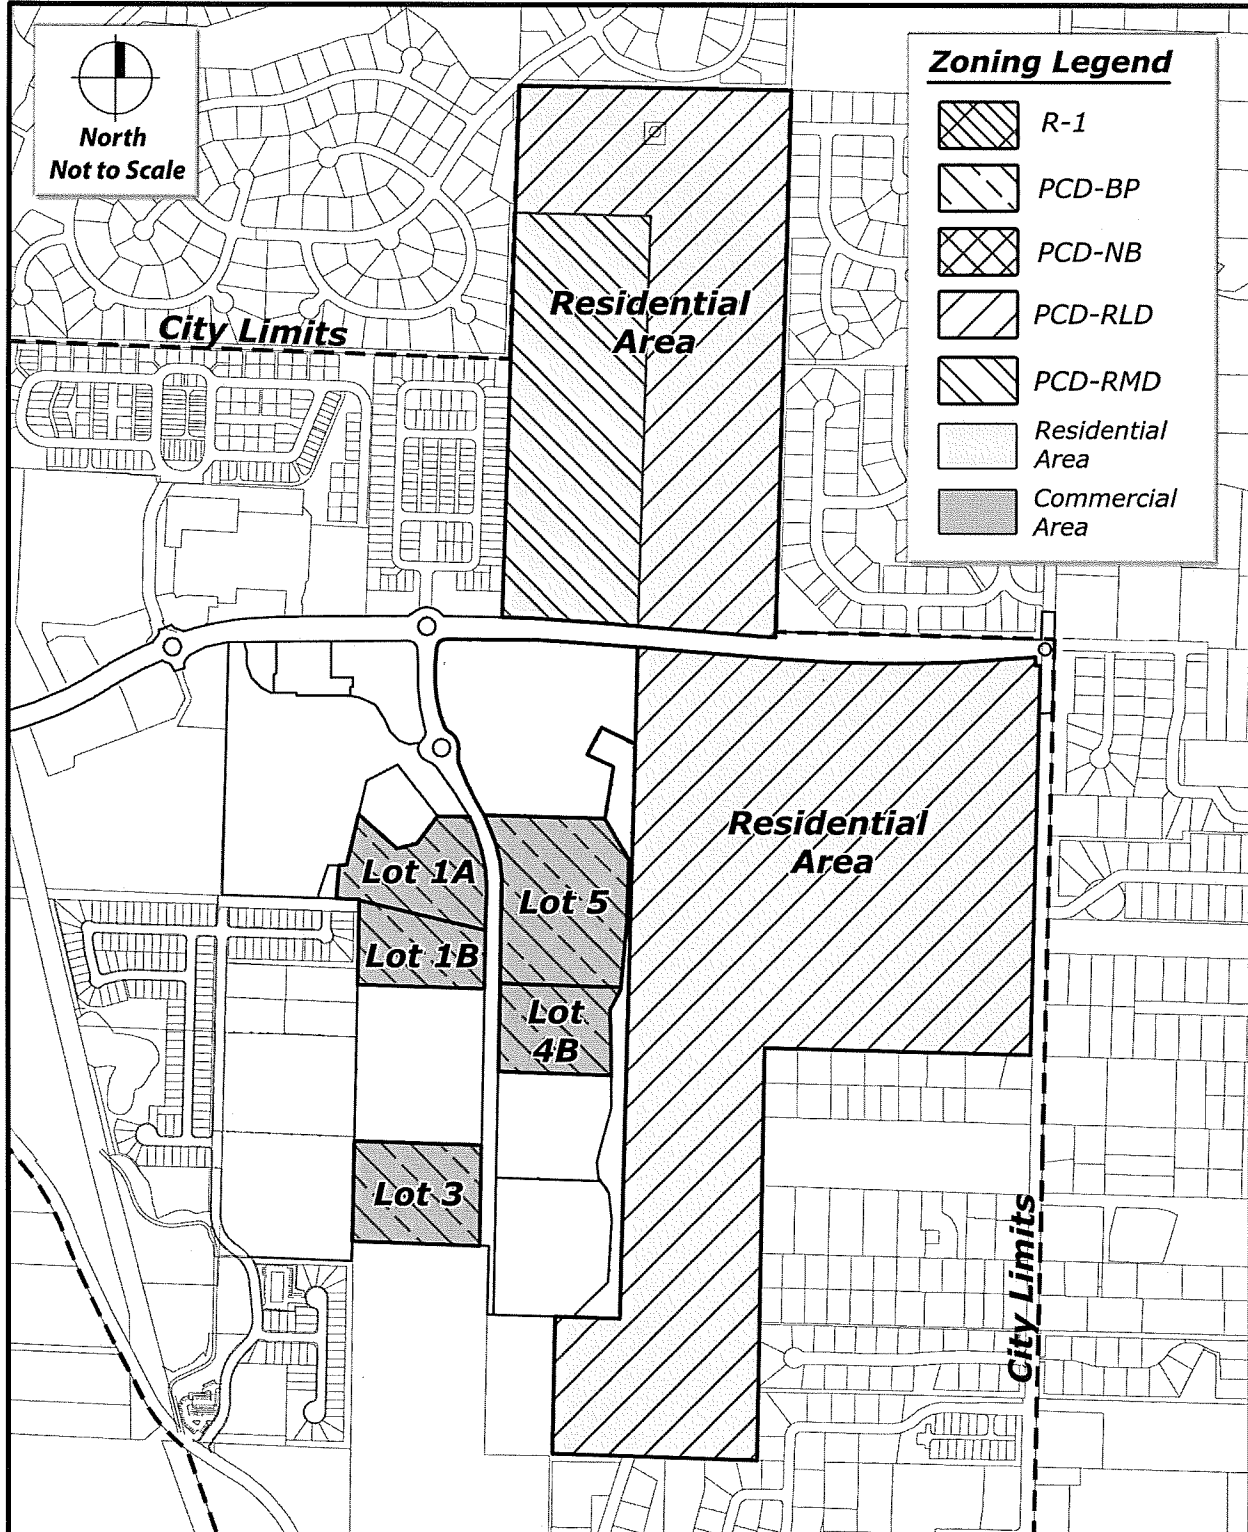 North
Not to Scale
Zoning Legend
R-1
PCD-BP
PCD-NB
PCD-RLD
PCD-RMD
Residential
Area
Commercial
Area
Residential
Area
City Limits
Residential
Area
Lot 1A
Lot 5
Lot 1B
Lot
4B
Lot 3
City Limits